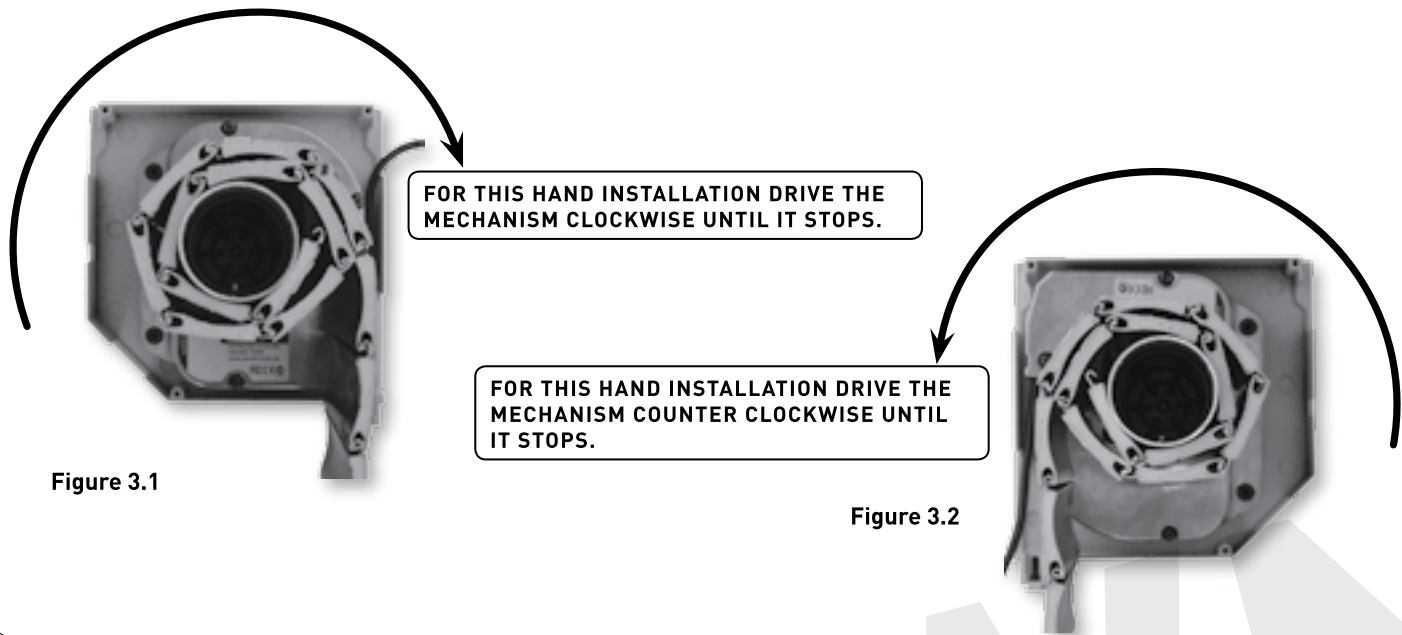 FOR THIS HAND INSTALLATION DRIVE THE
MECHANISM CLOCKWISE UNTIL IT STOPS.
FOR THIS HAND INSTALLATION DRIVE THE
MECHANISM COUNTER CLOCKWISE UNTIL
IT STOPS.
Figure 3.1
Figure 3.2